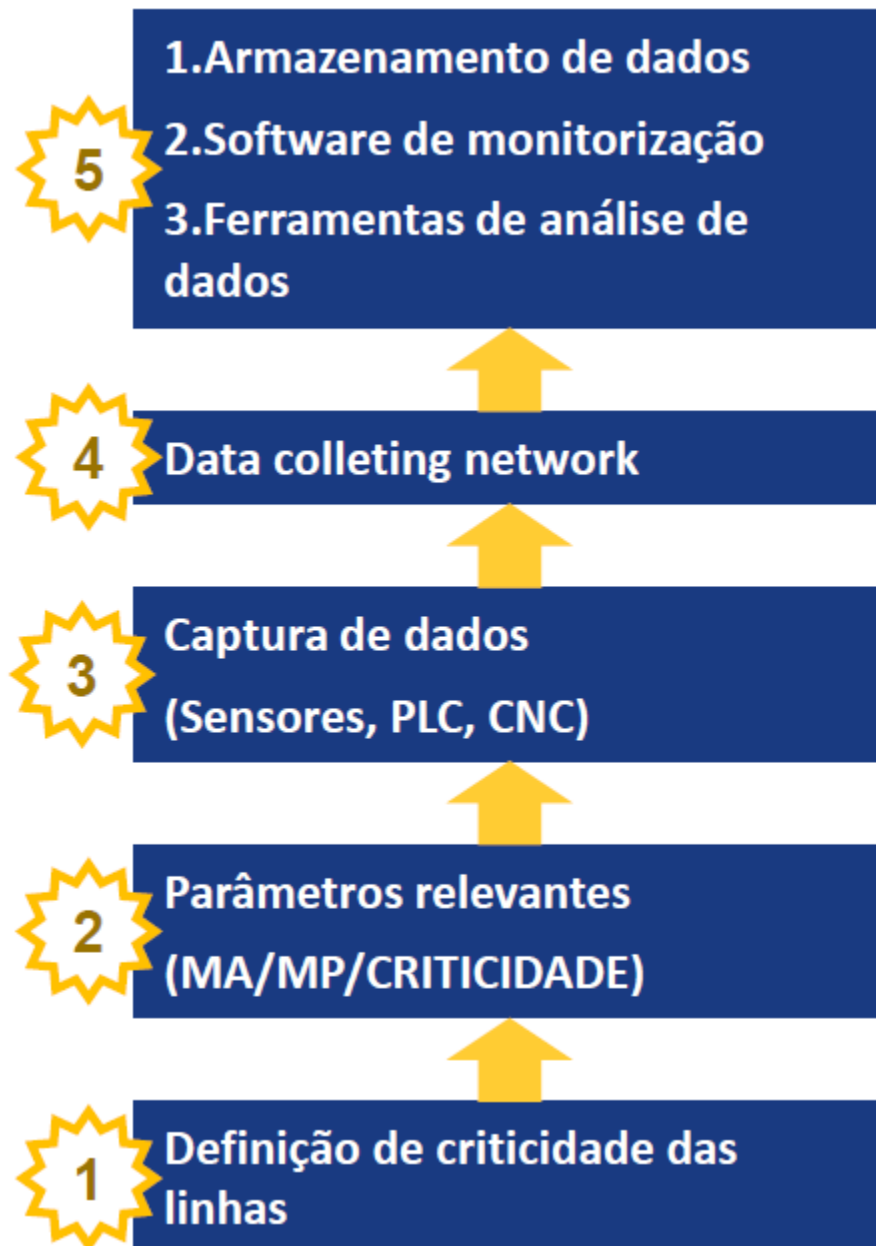 5
1.Armazenamento de dados
2.Software de monitorização
3.Ferramentas de análise de
dados
4
Data colleting network
3
Captura de dados
(Sensores, PLC, CNC)
2
Parâmetros relevantes
(MA/MP/CRITICIDADE)
1
Definição de criticidade das
linhas